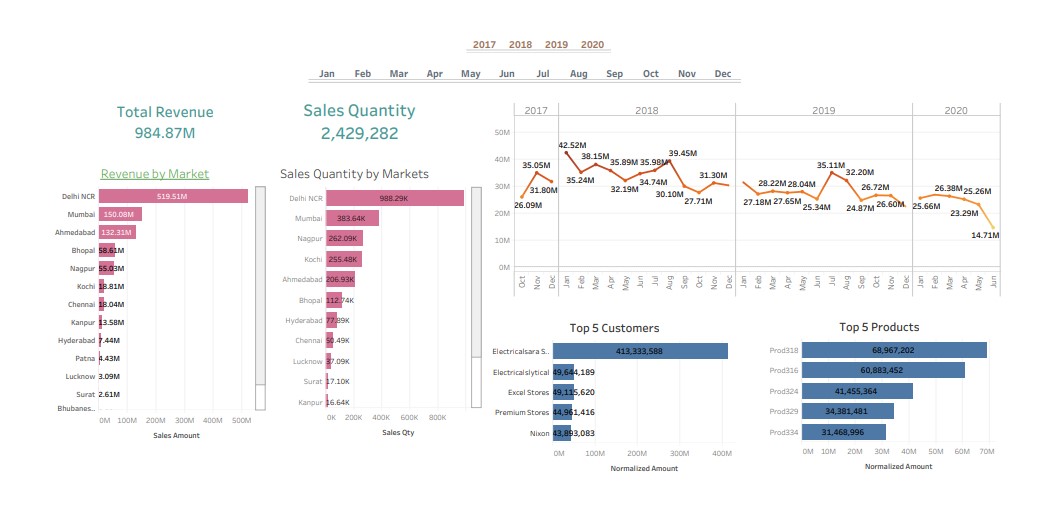 2017 2018 2019 2020
Jan Feb Mar Apr May Jun Jul Aug Sep Oct Nov Dec
Total Revenue
984.87M
Sales Quantity
2,429,282
Revenue by Market
Delhi NCR 519.51M
Mumbai 150.08M
Ahmedabad 132.31M
Bhopal 58.61M
Nagpur 55.03M
Kochi 18.81M
Chennai 18.04M
Kanpur 13.58M
Hyderabad 7.44M
Patna 4.43M
Lucknow 3.09M
Surat 2.61M
Bhubanes..
0M 100M 200M 300M 400M 500M
Sales Amount
Sales Quantity by Markets
Delhi NCR 988.29K
Mumbai 383.64K
Nagpur 262.09K
Kochi 255.48K
Ahmedabad 206.93K
Bhopal 112.74K
Hyderabad 77.89K
Chennai 50.49K
Lucknow 37.09K
Surat 17.10K
Kanpur 16.64K
0K 200K 400K 600K 800K
Sales Qty
2017 2018 2019 2020
50M
40M
30M
20M
10M
0M
26.09M 35.05M 31.80M
42.52M 35.24M 38.15M 35.89M 32.19M 34.74M 35.98M 39.45M 30.10M 27.71M 31.30M
27.18M 28.22M 27.65M 28.04M 25.34M 35.11M 32.20M 24.87M 26.72M 26.60M
25.66M 26.38M 23.29M 25.26M 14.71M
Oct Nov Dec Jan Feb Mar Apr May Jun Jul Aug Sep Oct Nov Dec Jan Feb Mar Apr May Jun Jul Aug Sep Oct Nov Dec Jan Feb Mar Apr May Jun
Top 5 Customers
Electricalsara S.. 413,333,588
Electricalslytical 49,644,189
Excel Stores 49,115,620
Premium Stores 44,961,416
Nixon 43,893,083
0M 100M 200M 300M 400M
Normalized Amount
Top 5 Products
Prod318 68,967,202
Prod316 60,883,452
Prod324 41,455,364
Prod329 34,381,481
Prod334 31,468,996
0M 10M 20M 30M 40M 50M 60M 70M
Normalized Amount